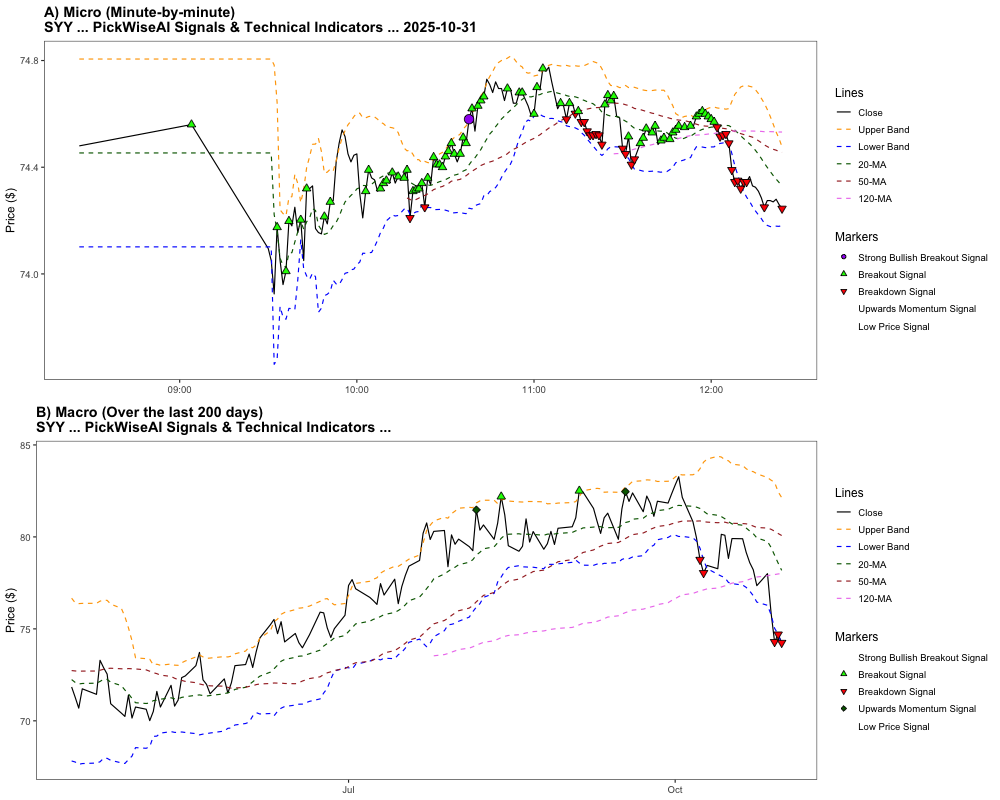 A) Micro (Minute-by-minute)
SYY ... PickWiseAI Signals & Technical Indicators ... 2025-10-31
74.8
74.4
74.0
Price ($)
09:00
10:00
11:00
12:00
Lines
Close
Upper Band
Lower Band
20-MA
50-MA
120-MA
Markers
Strong Bullish Breakout Signal
Breakout Signal
Breakdown Signal
Upwards Momentum Signal
Low Price Signal
B) Macro (Over the last 200 days)
SYY ... PickWiseAI Signals & Technical Indicators ...
85
80
75
70
Price ($)
Jul
Oct
Lines
Close
Upper Band
Lower Band
20-MA
50-MA
120-MA
Markers
Strong Bullish Breakout Signal
Breakout Signal
Breakdown Signal
Upwards Momentum Signal
Low Price Signal